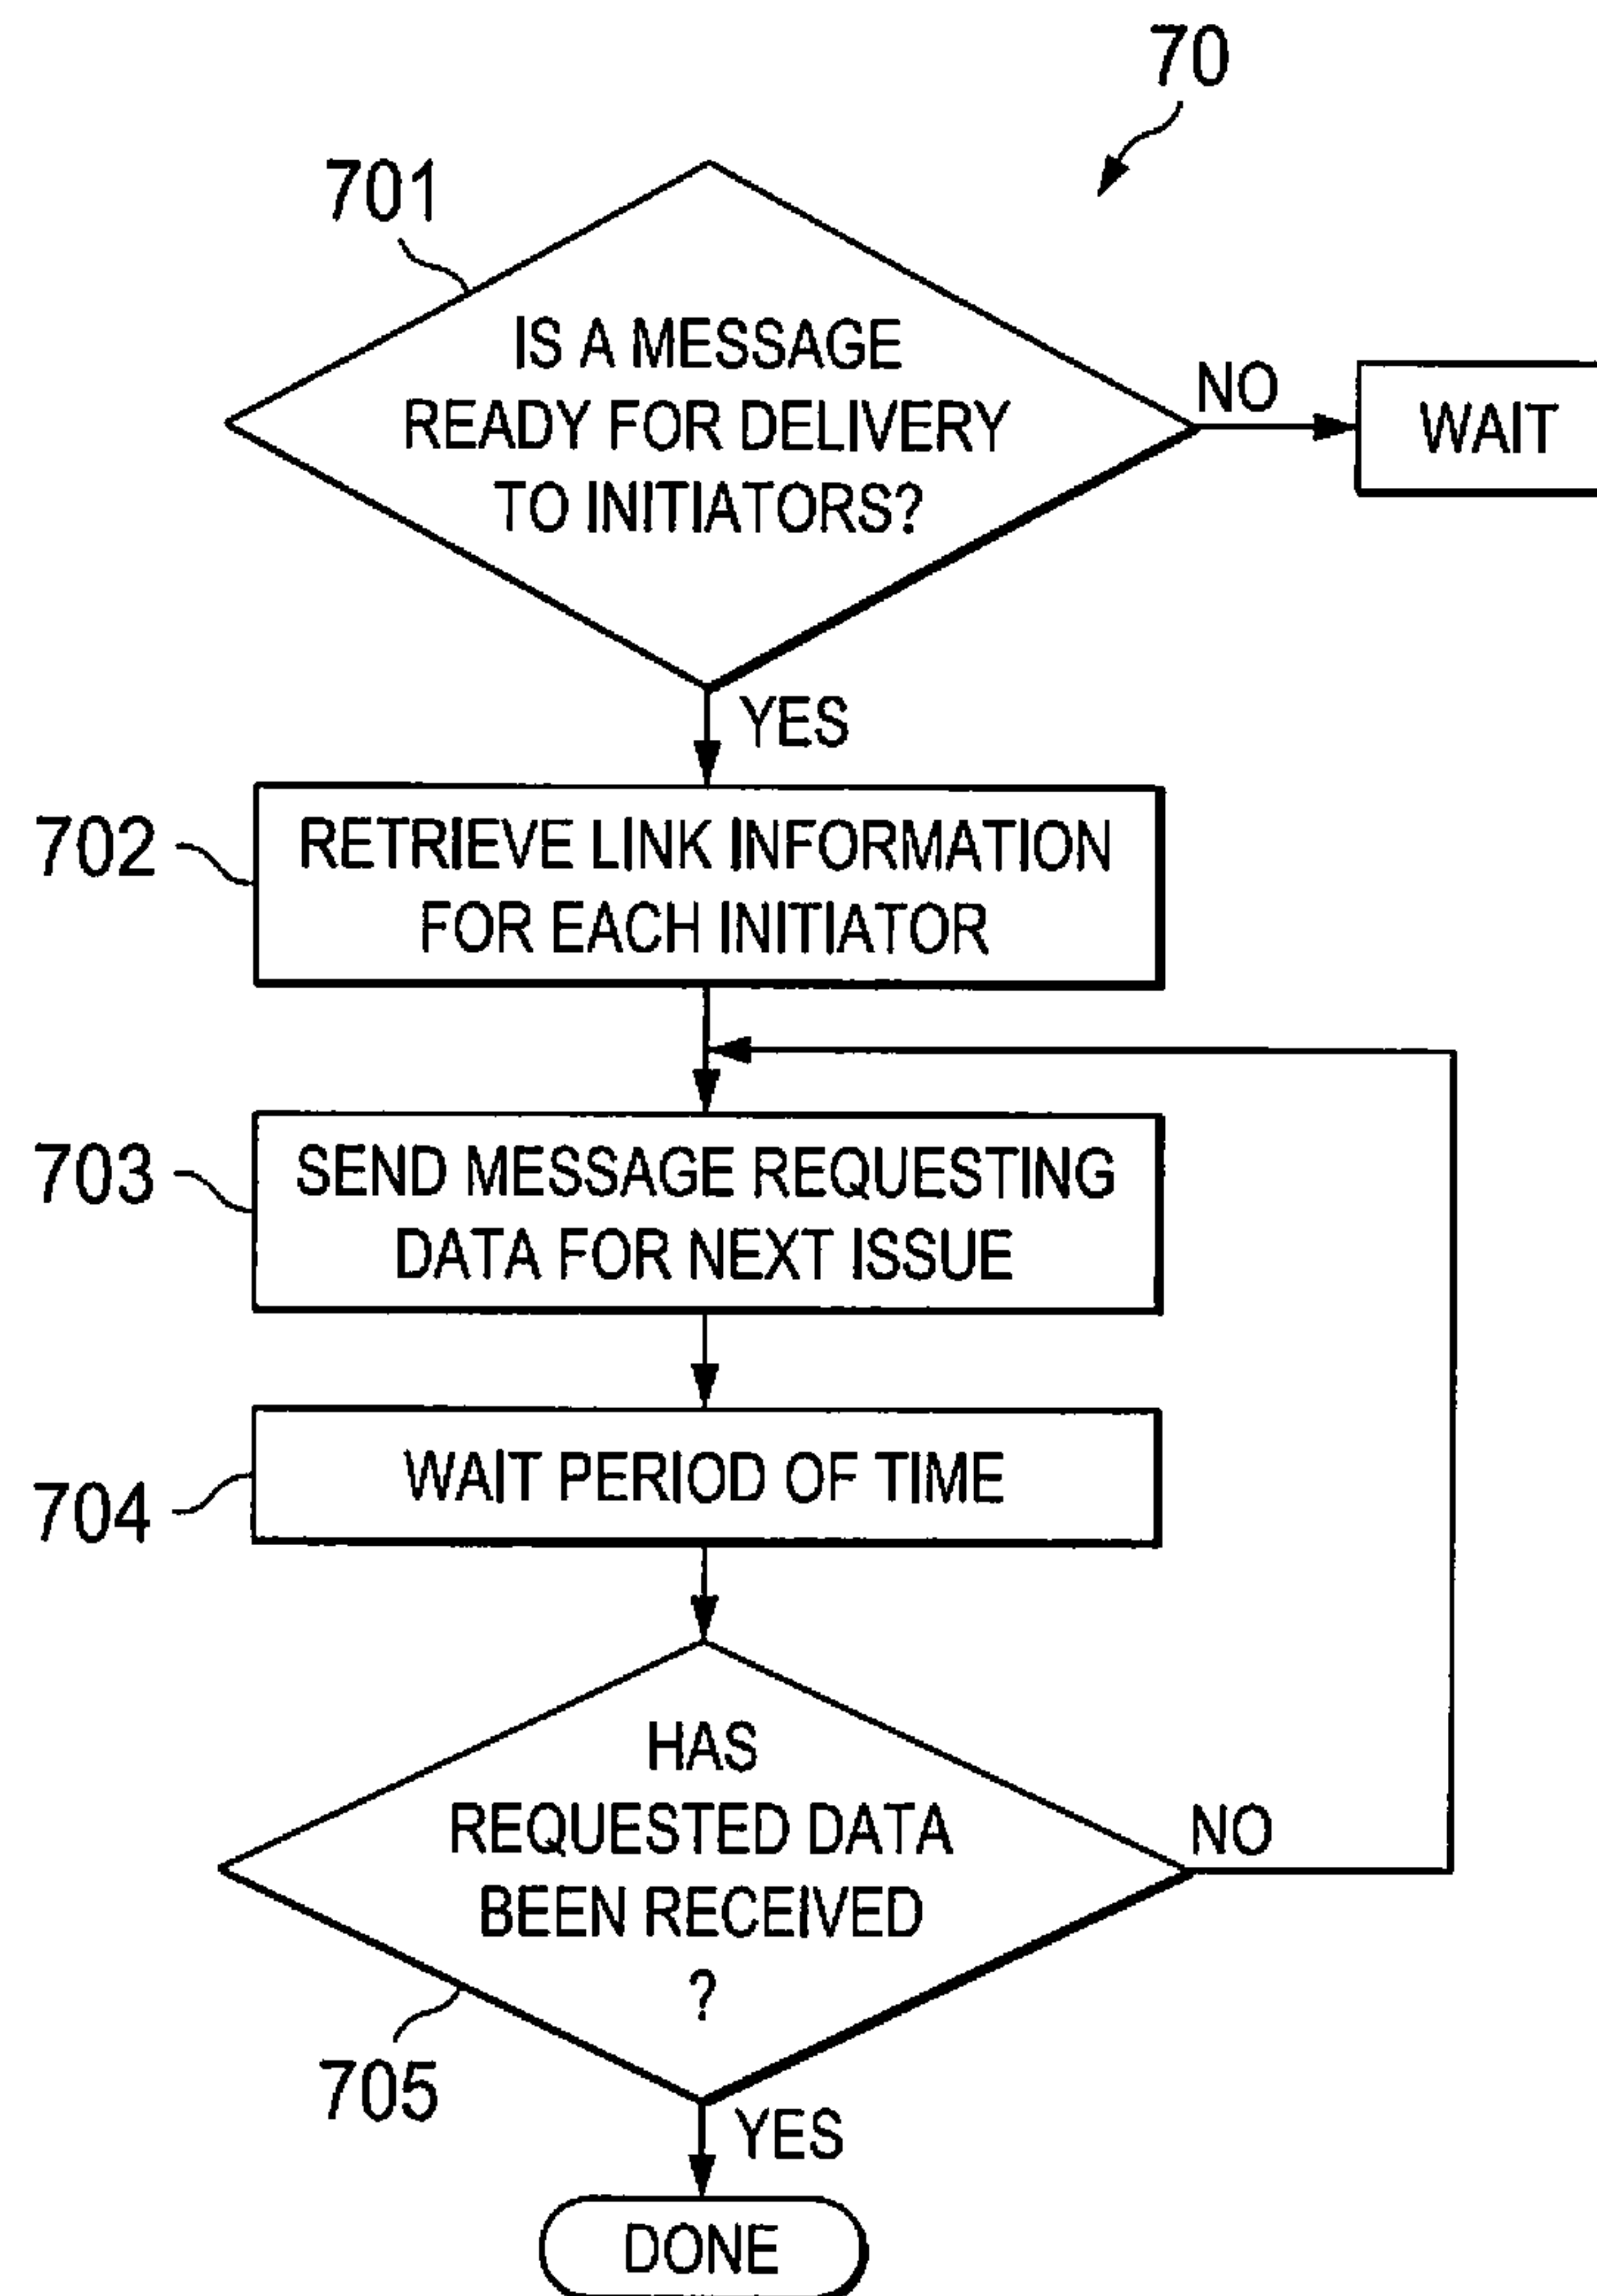 70
701
IS A MESSAGE
READY FOR DELIVERY
TO INITIATORS?
NO
WAIT
YES
702
RETRIEVE LINK INFORMATION
FOR EACH INITIATOR
703
SEND MESSAGE REQUESTING
DATA FOR NEXT ISSUE
704
WAIT PERIOD OF TIME
HAS
REQUESTED DATA
BEEN RECEIVED
?
NO
705
YES
DONE